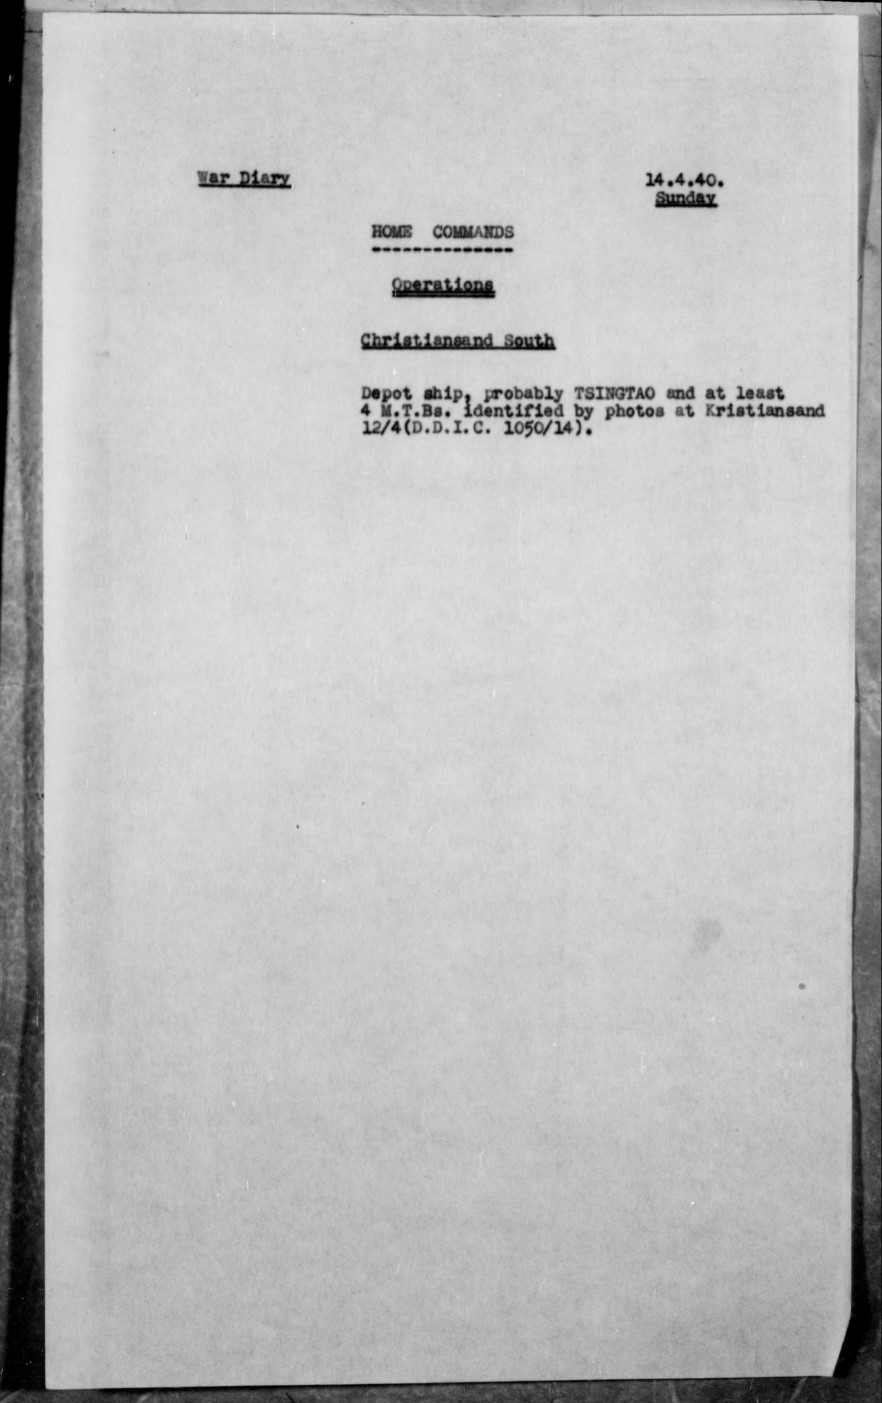 War Diary 14.4.40.
Sunday
HOME COMMANDS
Operations
Christiansand South
Depot ship, probably TSINGTAO and at least
4 M.T.Bs. identified by photos at Kristiansand
12/4(D.D.I.C. 1050/14).